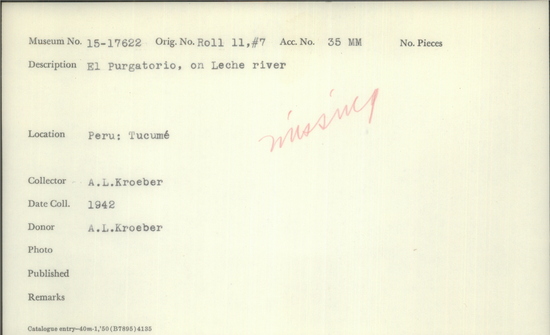 Museum No. 15-17622 Orig. No. Roll 11,#7 Acc. No. 35 MM No. Pieces
Description El Purgatorio, on Leche river
missing
Location Peru; Tucumé
Collector A.L.Kroeber
Date Coll. 1942
Donor A.L.Kroeber
Photo
Published
Remarks
Catalogue entry—40m-1,'50 (B7895) 4135